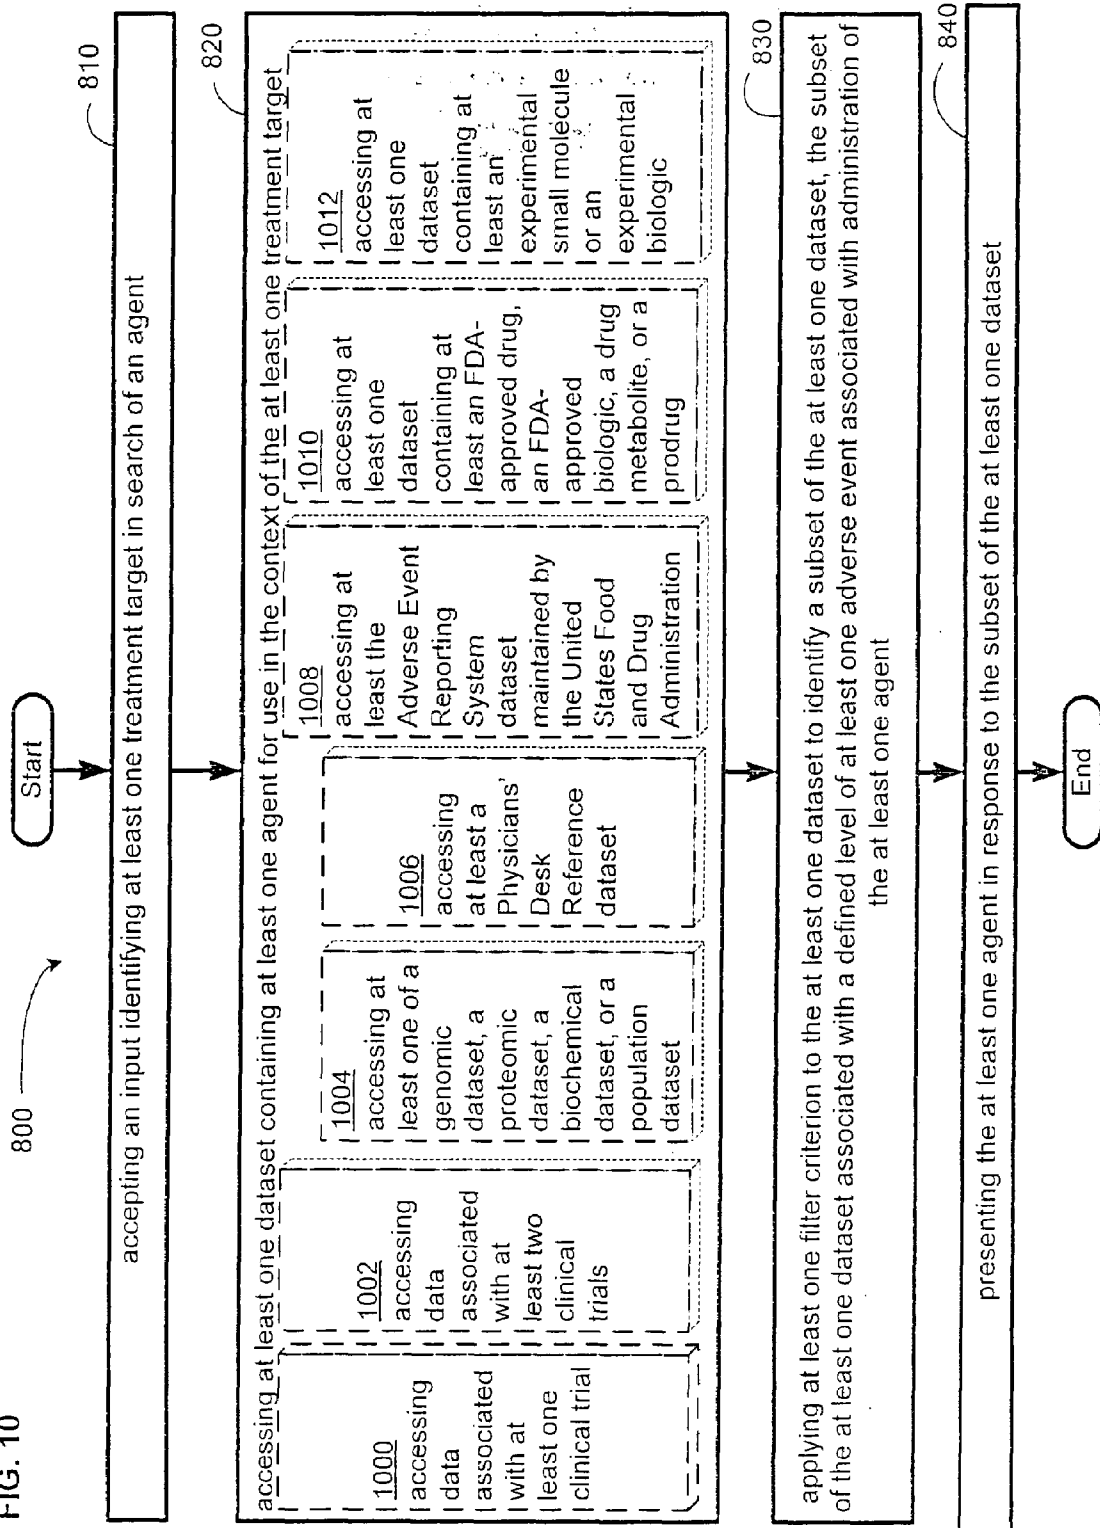 FIG. 10
800
Start
810
accepting an input identifying at least one treatment target in search of an agent
820
accessing at least one dataset containing at least one agent for use in the context of the at least one treatment target
1000
accessing
data
associated
with at
least one
clinical trial
1002
accessing
data
associated
with at
least two
clinical
trials
1004
accessing at
least one of a
genomic
dataset, a
proteomic
dataset, a
biochemical
dataset, or a
population
dataset
1006
accessing
at least a
Physicians'
Desk
Reference
dataset
1008
accessing at
least the
Adverse Event
Reporting
System
dataset
maintained by
the United
States Food
and Drug
Administration
1010
accessing at
least one
dataset
containing at
least an FDA-
approved drug,
an FDA-
approved
biologic, a drug
metabolite, or a
prodrug
1012
accessing at
least one
dataset
containing at
least an
experimental
small molecule
or an
experimental
biologic
830
applying at least one filter criterion to the at least one dataset to identify a subset of the at least one dataset, the subset
of the at least one dataset associated with a defined level of at least one adverse event associated with administration of
the at least one agent
840
presenting the at least one agent in response to the subset of the at least one dataset
End